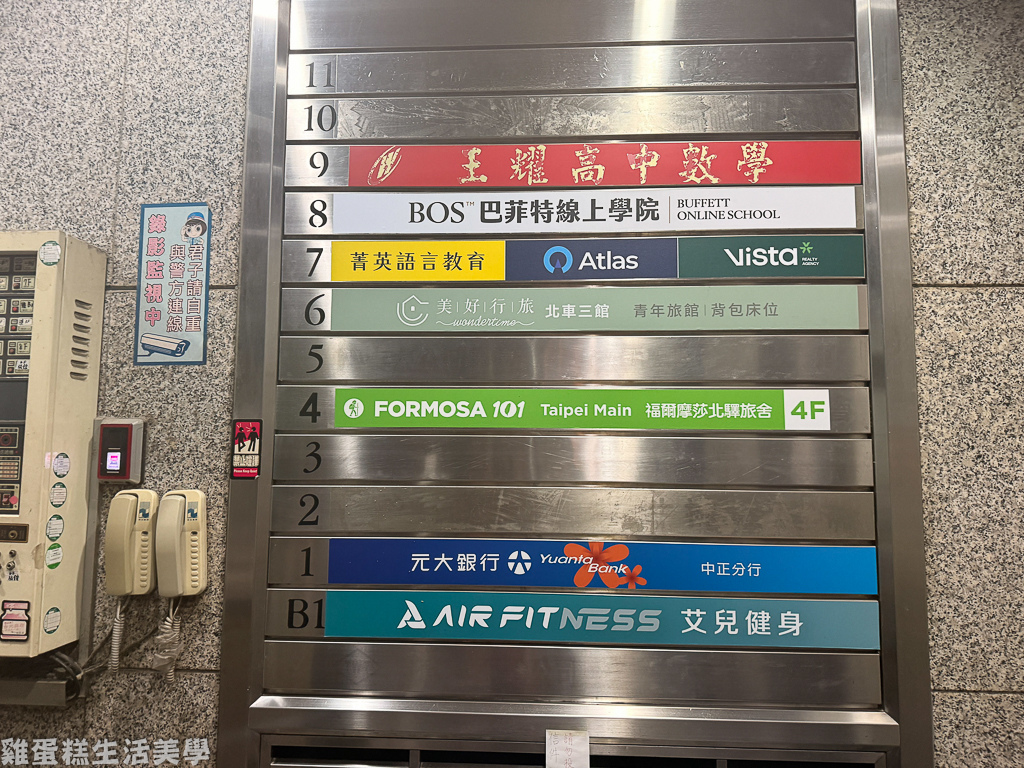 11
10
9 王耀高中數學
8 BOS™ 巴菲特線上學院 BUFFETT ONLINE SCHOOL
7 菁英語言教育 Atlas Vista REALTY AGENCY
6 美|好|行|旅 wondertime 北車三館 青年旅館|背包床位
5
4 FORMOSA 101 Taipei Main 福爾摩莎北驛旅舍 4F
3
2
1 元大銀行 Yuanta Bank 中正分行
B1 AIR FITNESS 艾兒健身
錄影監視中
與警方連線
君子請自重
雞蛋糕生活美學